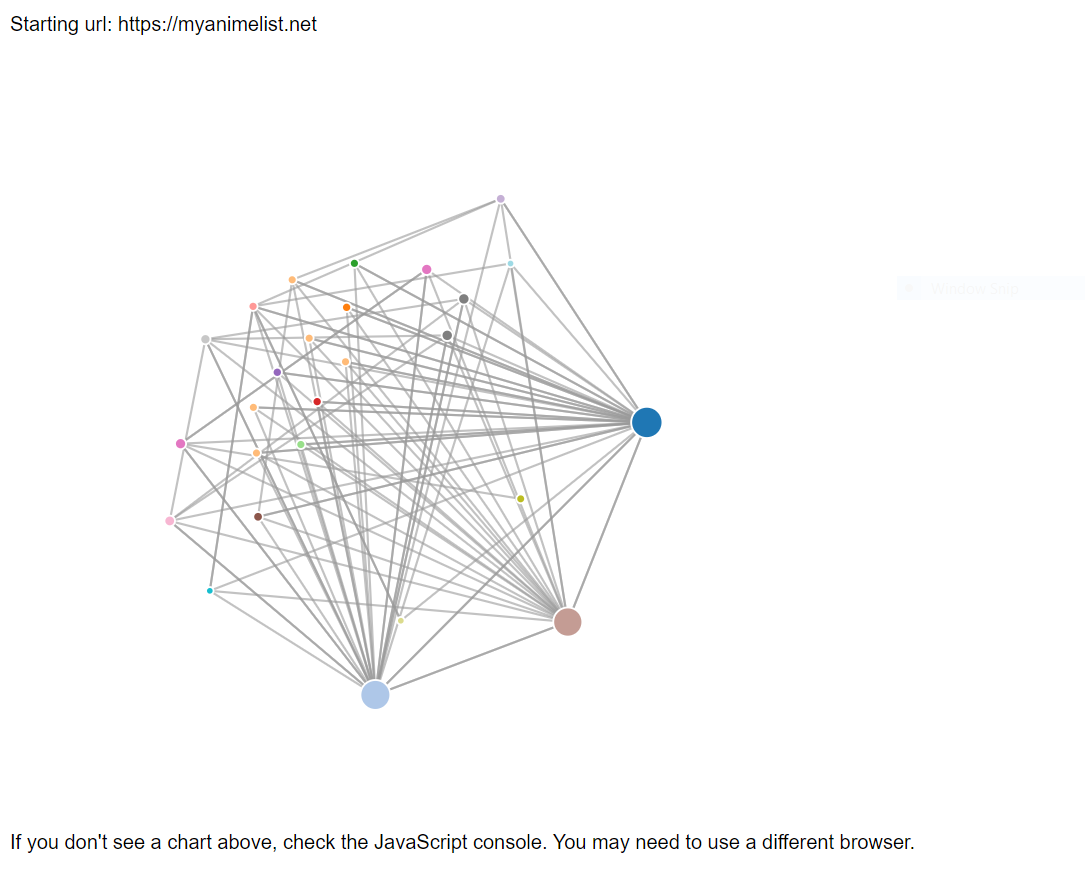 Starting url: https://myanimelist.net
Window Snip
If you don't see a chart above, check the JavaScript console. You may need to use a different browser.